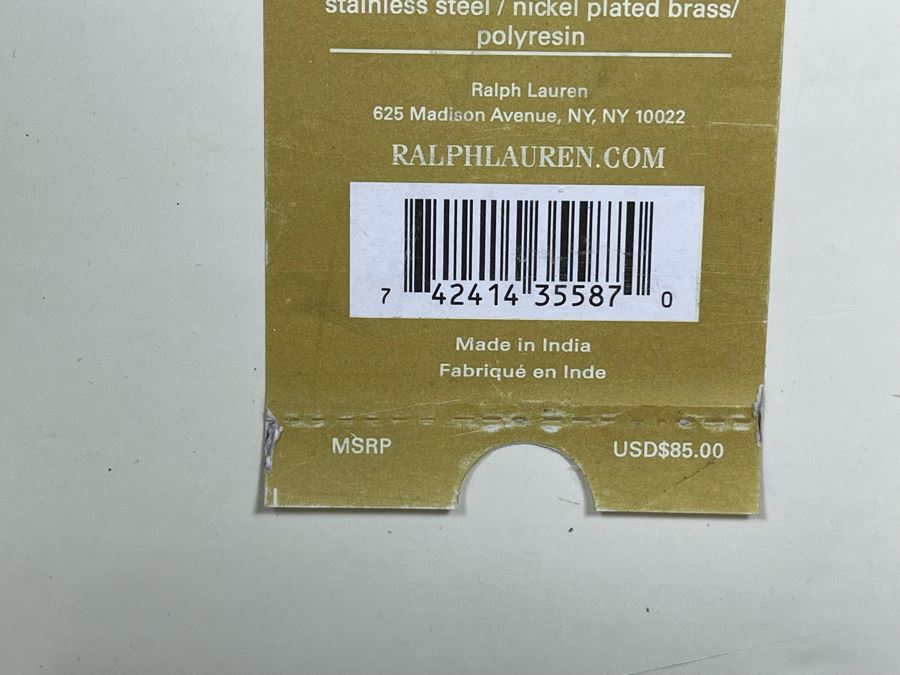 stainless steel / nickel plated brass/
polyresin
Ralph Lauren
625 Madison Avenue, NY, NY 10022
RALPHLAUREN.COM
7 42414 35587 0
Made in India
Fabriqué en Inde
MSRP USD$85.00